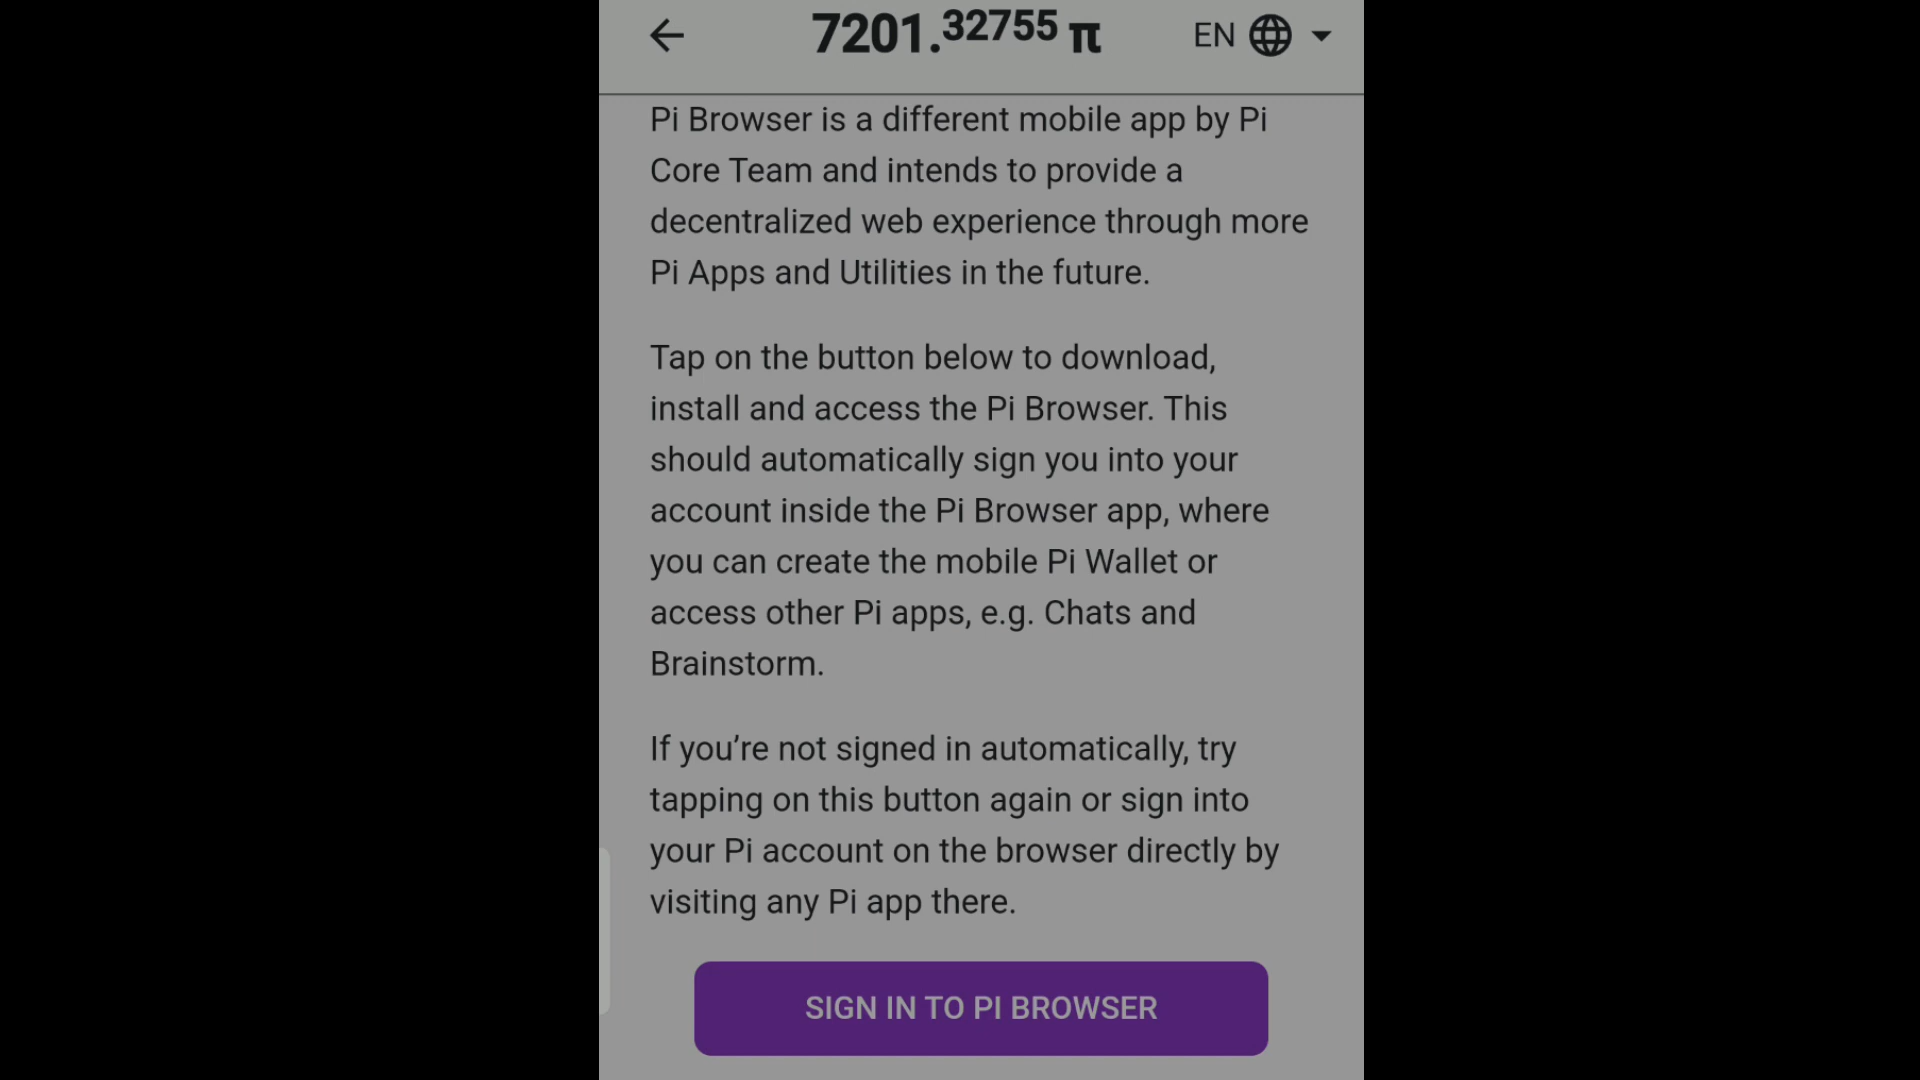 7201.32755 π EN
Pi Browser is a different mobile app by Pi
Core Team and intends to provide a
decentralized web experience through more
Pi Apps and Utilities in the future.
Tap on the button below to download,
install and access the Pi Browser. This
should automatically sign you into your
account inside the Pi Browser app, where
you can create the mobile Pi Wallet or
access other Pi apps, e.g. Chats and
Brainstorm.
If you’re not signed in automatically, try
tapping on this button again or sign into
your Pi account on the browser directly by
visiting any Pi app there.
SIGN IN TO PI BROWSER